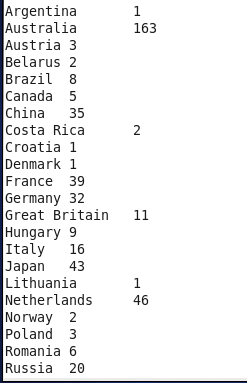 Argentina 1
Australia 163
Austria 3
Belarus 2
Brazil 8
Canada 5
China 35
Costa Rica 2
Croatia 1
Denmark 1
France 39
Germany 32
Great Britain 11
Hungary 9
Italy 16
Japan 43
Lithuania 1
Netherlands 46
Norway 2
Poland 3
Romania 6
Russia 20